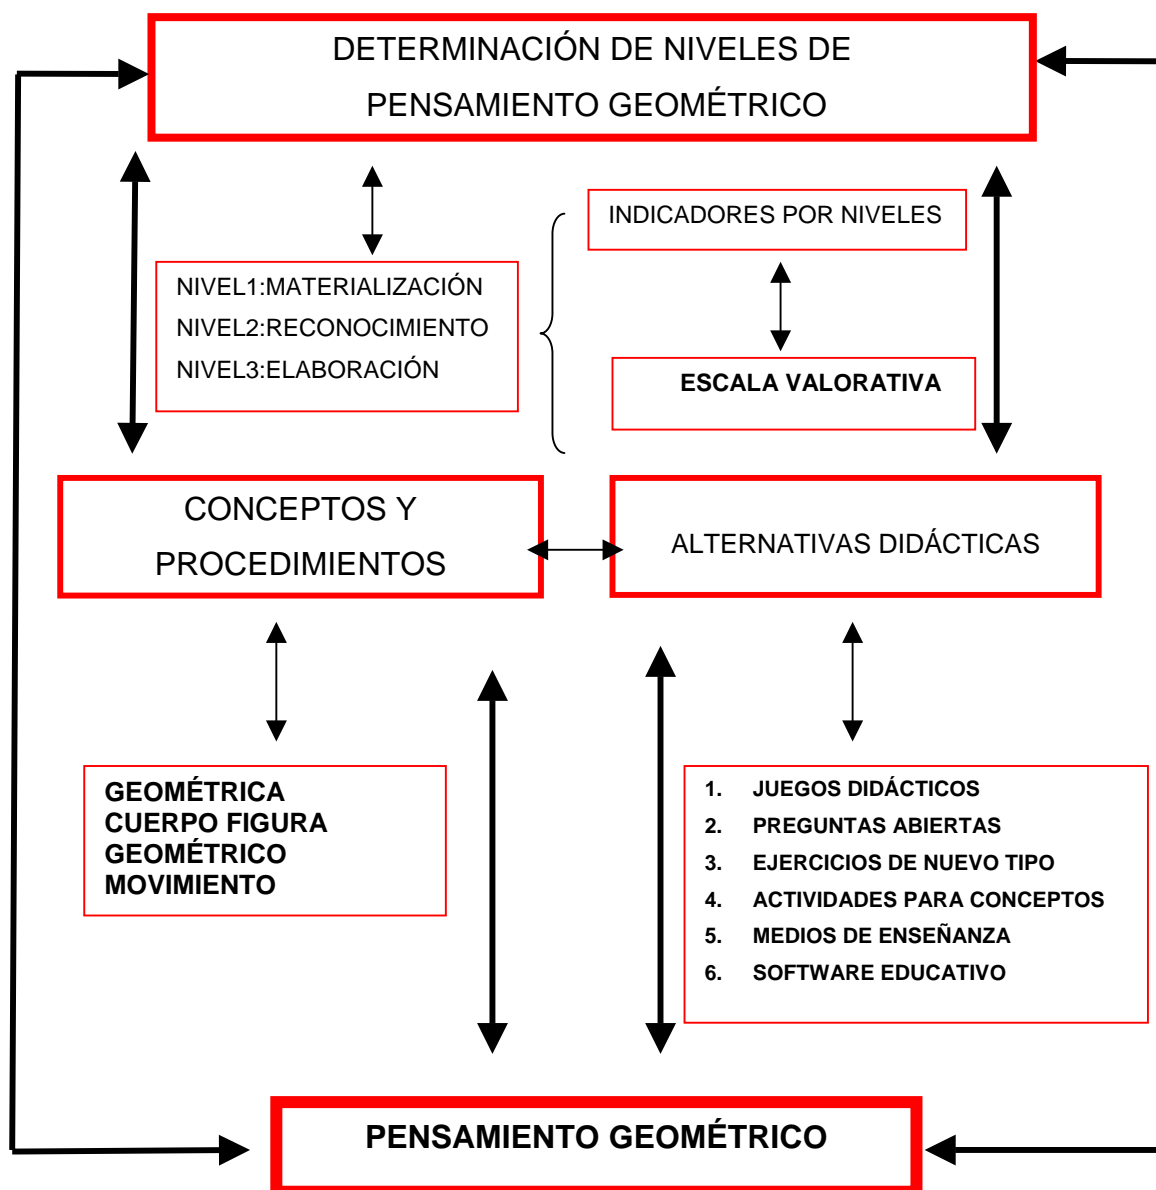 DETERMINACIÓN DE NIVELES DE
PENSAMIENTO GEOMÉTRICO
INDICADORES POR NIVELES
NIVEL1:MATERIALIZACIÓN
NIVEL2:RECONOCIMIENTO
NIVEL3:ELABORACIÓN
ESCALA VALORATIVA
CONCEPTOS Y
PROCEDIMIENTOS
ALTERNATIVAS DIDÁCTICAS
GEOMÉTRICA
CUERPO FIGURA
GEOMÉTRICO
MOVIMIENTO
1. JUEGOS DIDÁCTICOS
2. PREGUNTAS ABIERTAS
3. EJERCICIOS DE NUEVO TIPO
4. ACTIVIDADES PARA CONCEPTOS
5. MEDIOS DE ENSEÑANZA
6. SOFTWARE EDUCATIVO
PENSAMIENTO GEOMÉTRICO